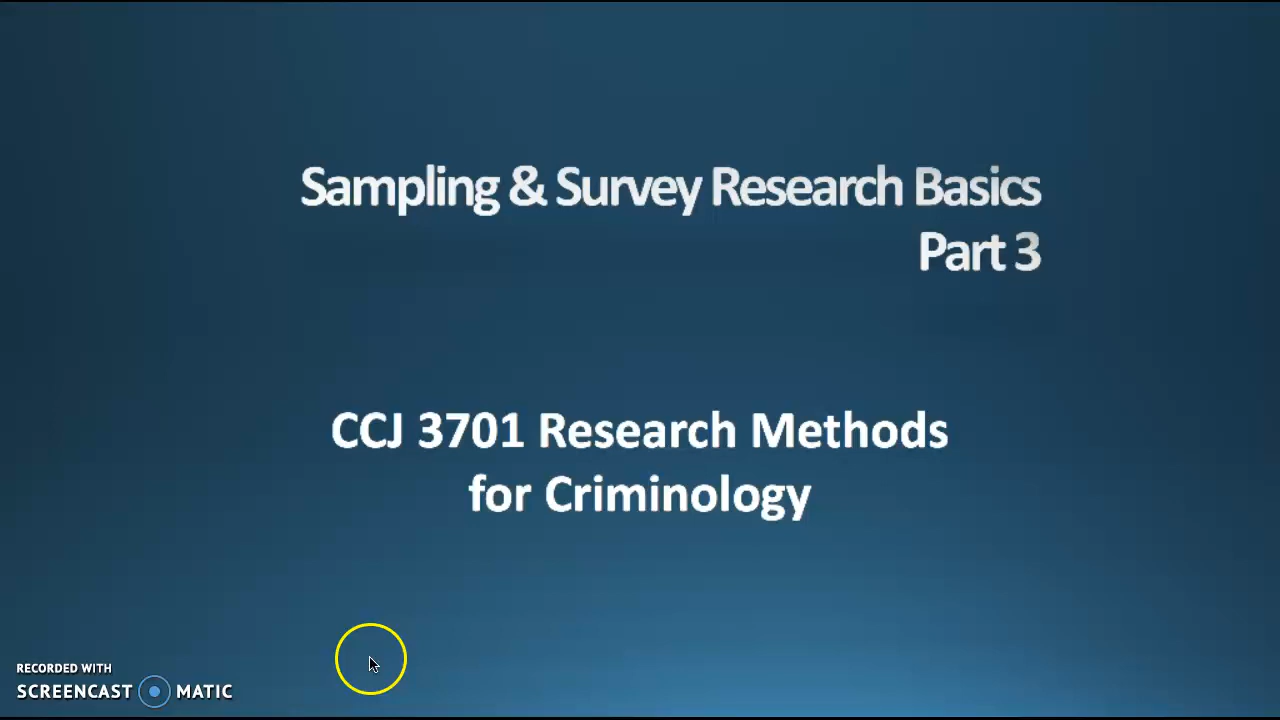 Sampling & Survey Research Basics
Part 3
CCJ 3701 Research Methods
for Criminology
RECORDED WITH
SCREENCAST MATIC